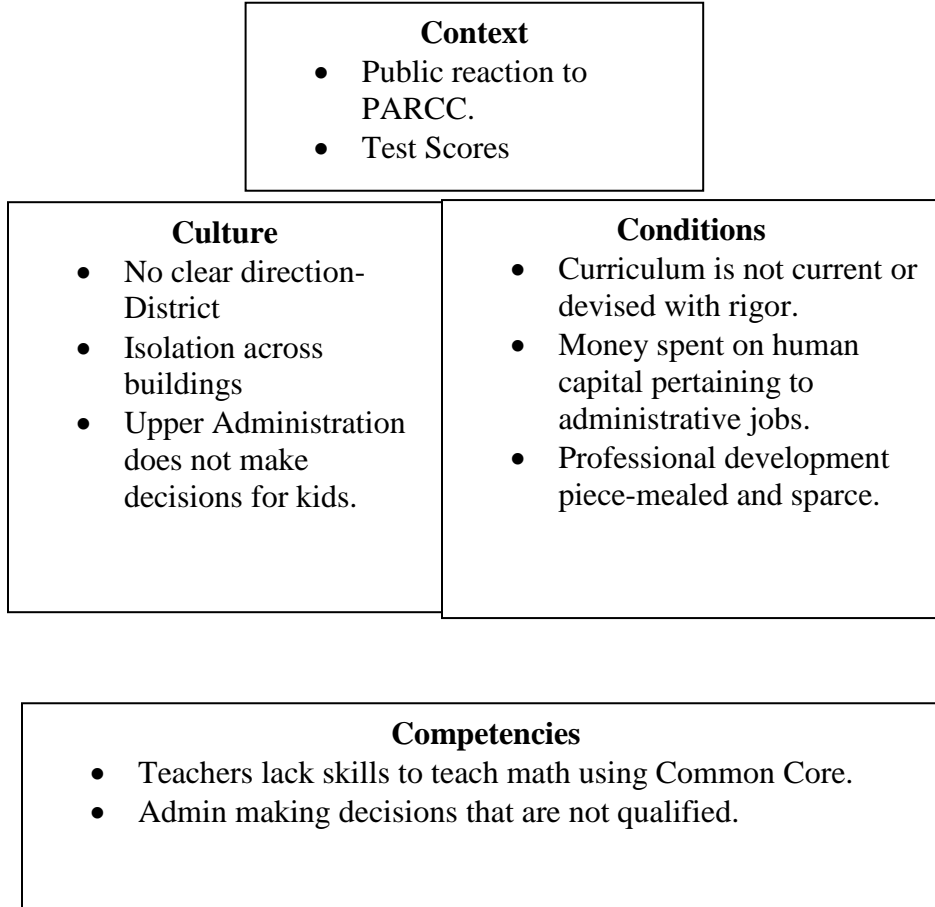 Context
• Public reaction to
PARCC.
• Test Scores
Culture
• No clear direction-
District
• Isolation across
buildings
• Upper Administration
does not make
decisions for kids.
Conditions
• Curriculum is not current or
devised with rigor.
• Money spent on human
capital pertaining to
administrative jobs.
• Professional development
piece-mealed and sparce.
Competencies
• Teachers lack skills to teach math using Common Core.
• Admin making decisions that are not qualified.